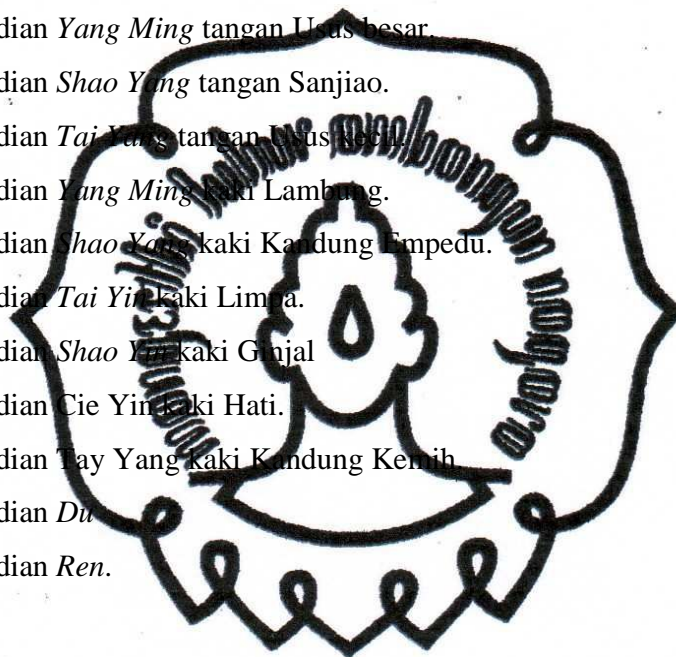 dian Yang Ming tangan Usus besar.
dian Shao Yang tangan Sanjiao.
dian Tai Yang tangan Usus kecil.
dian Yang Ming kaki Lambung.
dian Shao Yang kaki Kandung Empedu.
dian Tai Yin kaki Limpa.
dian Shao Yin kaki Ginjal
dian Cie Yin kaki Hati.
dian Tay Yang kaki Kandung Kemih.
dian Du
dian Ren.